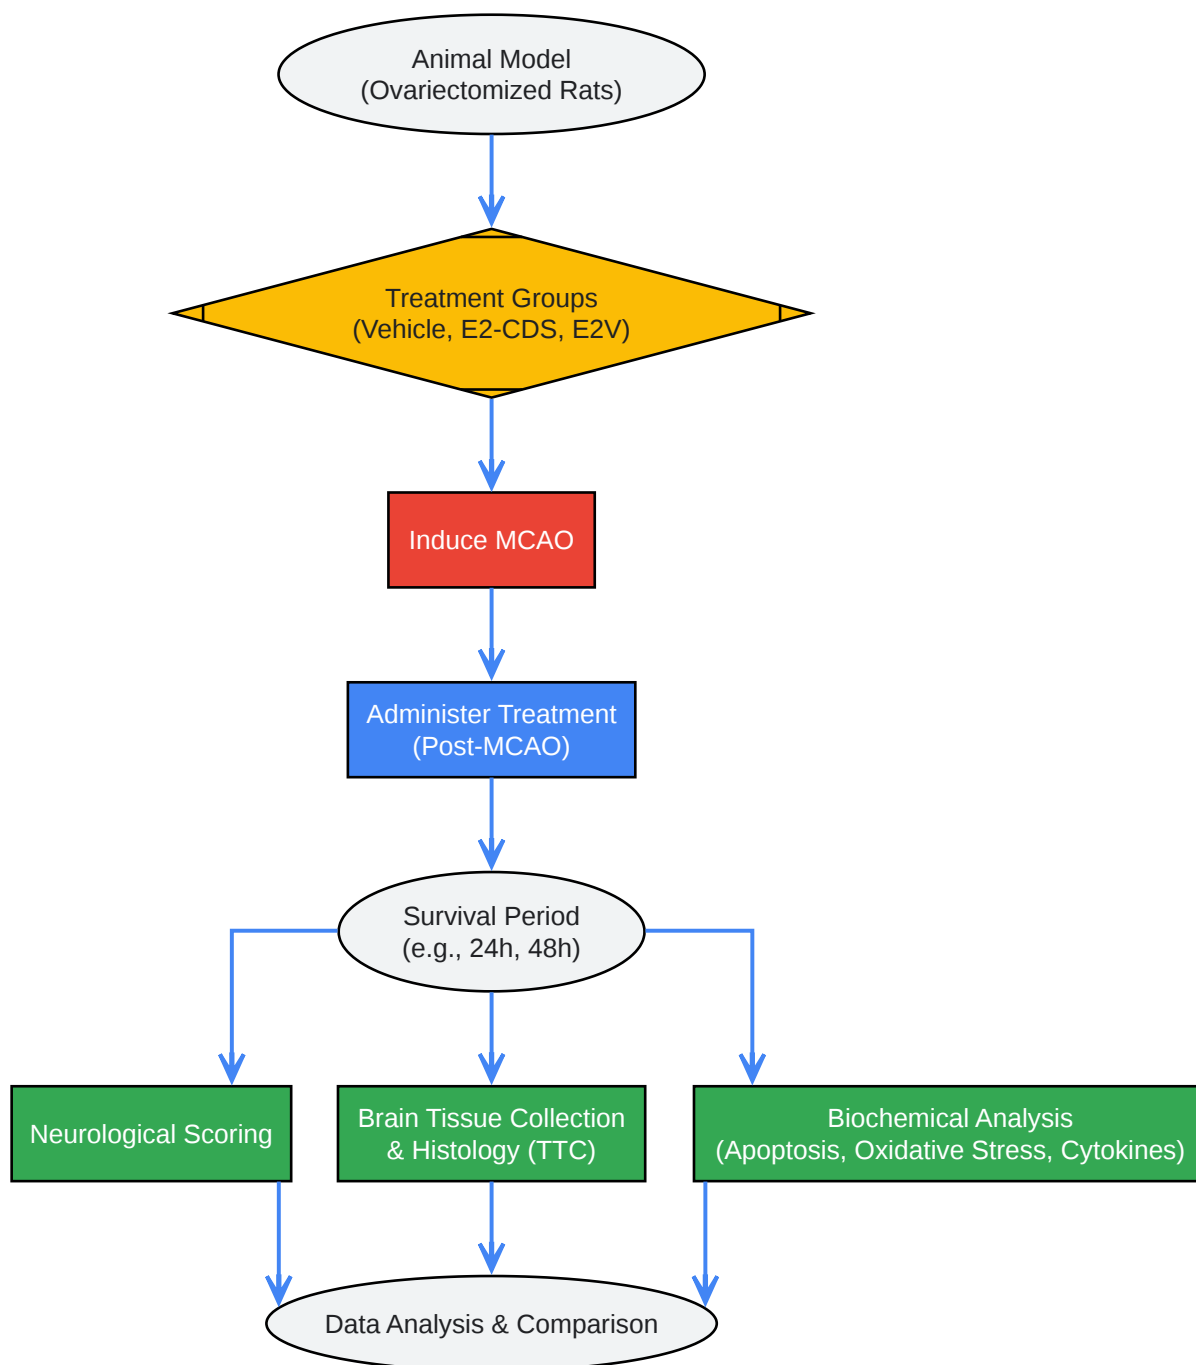 Animal Model
(Ovariectomized Rats)
Treatment Groups
(Vehicle, E2-CDS, E2V)
Induce MCAO
Administer Treatment
(Post-MCAO)
Survival Period
(e.g., 24h, 48h)
Neurological Scoring
Brain Tissue Collection
& Histology (TTC)
Biochemical Analysis
(Apoptosis, Oxidative Stress, Cytokines)
Data Analysis & Comparison